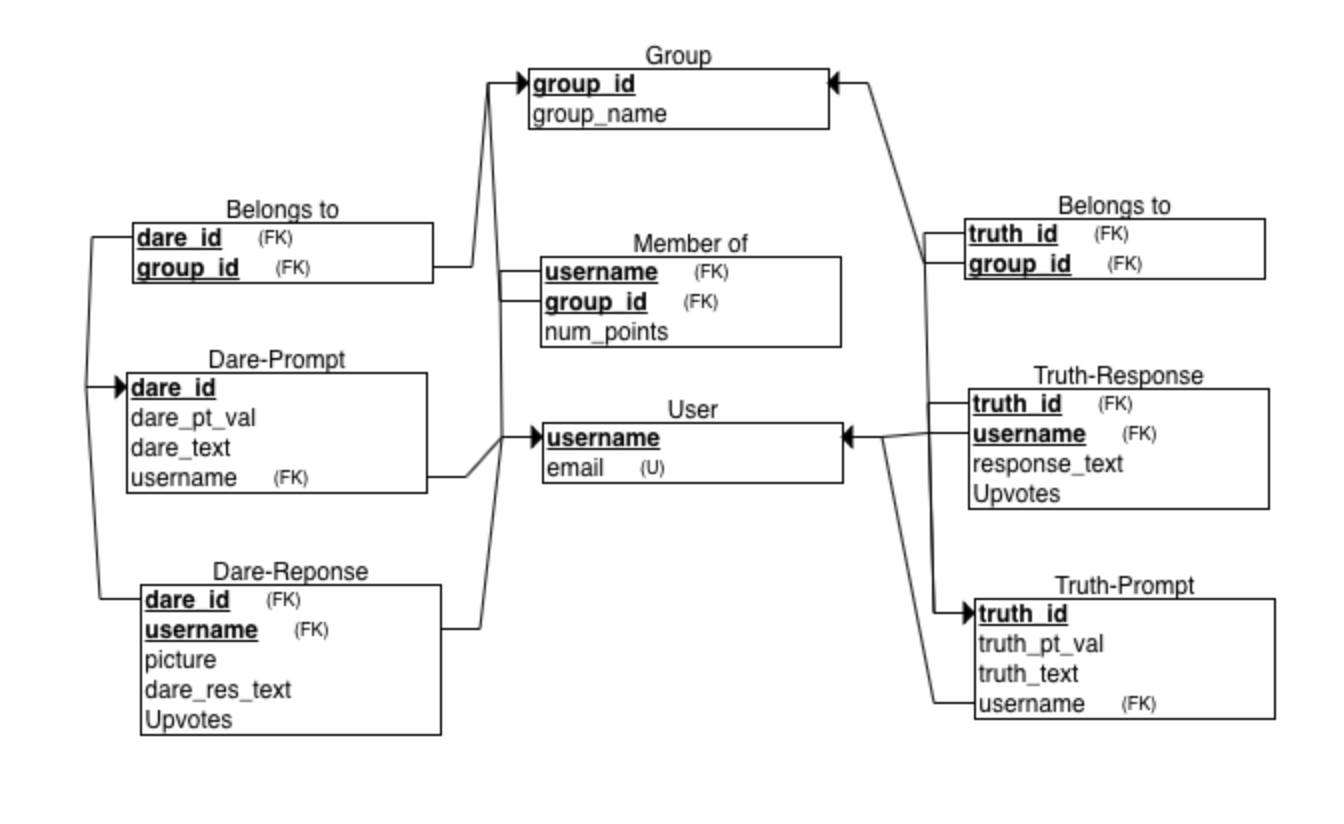 Group
group_id
group_name
Belongs to
dare_id (FK)
group_id (FK)
Member of
username (FK)
group_id (FK)
num_points
Belongs to
truth_id (FK)
group_id (FK)
Dare-Prompt
dare_id
dare_pt_val
dare_text
username (FK)
User
username
email (U)
Truth-Response
truth_id (FK)
username (FK)
response_text
Upvotes
Dare-Reponse
dare_id (FK)
username (FK)
picture
dare_res_text
Upvotes
Truth-Prompt
truth_id
truth_pt_val
truth_text
username (FK)